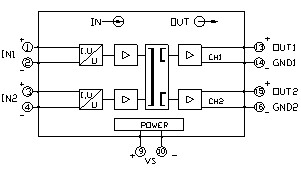 IN OUT
+ 1 I,U U CH1 13 + OUT1
IN1
- 2 14 - GND1
+ 3 I,U U 15 + OUT2
IN2
- 4 CH2 16 - GND2
POWER
+ 9 10 -
VS